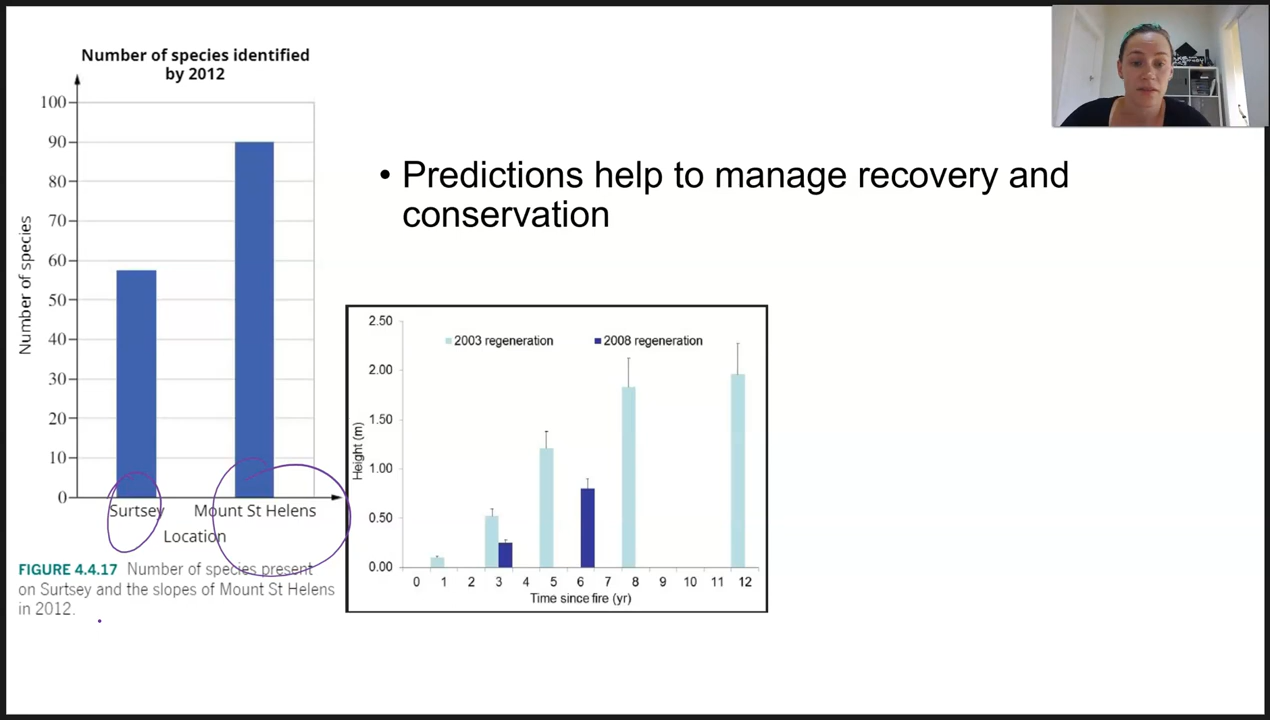 Number of species identified
by 2012
100
90
80
70
60
50
40
30
20
10
0
Number of species
Surtsey
Mount St Helens
Location
FIGURE 4.4.17 Number of species present
on Surtsey and the slopes of Mount St Helens
in 2012.
• Predictions help to manage recovery and
conservation
2003 regeneration
2008 regeneration
2.50
2.00
1.50
1.00
0.50
0.00
Height (m)
0 1 2 3 4 5 6 7 8 9 10 11 12
Time since fire (yr)